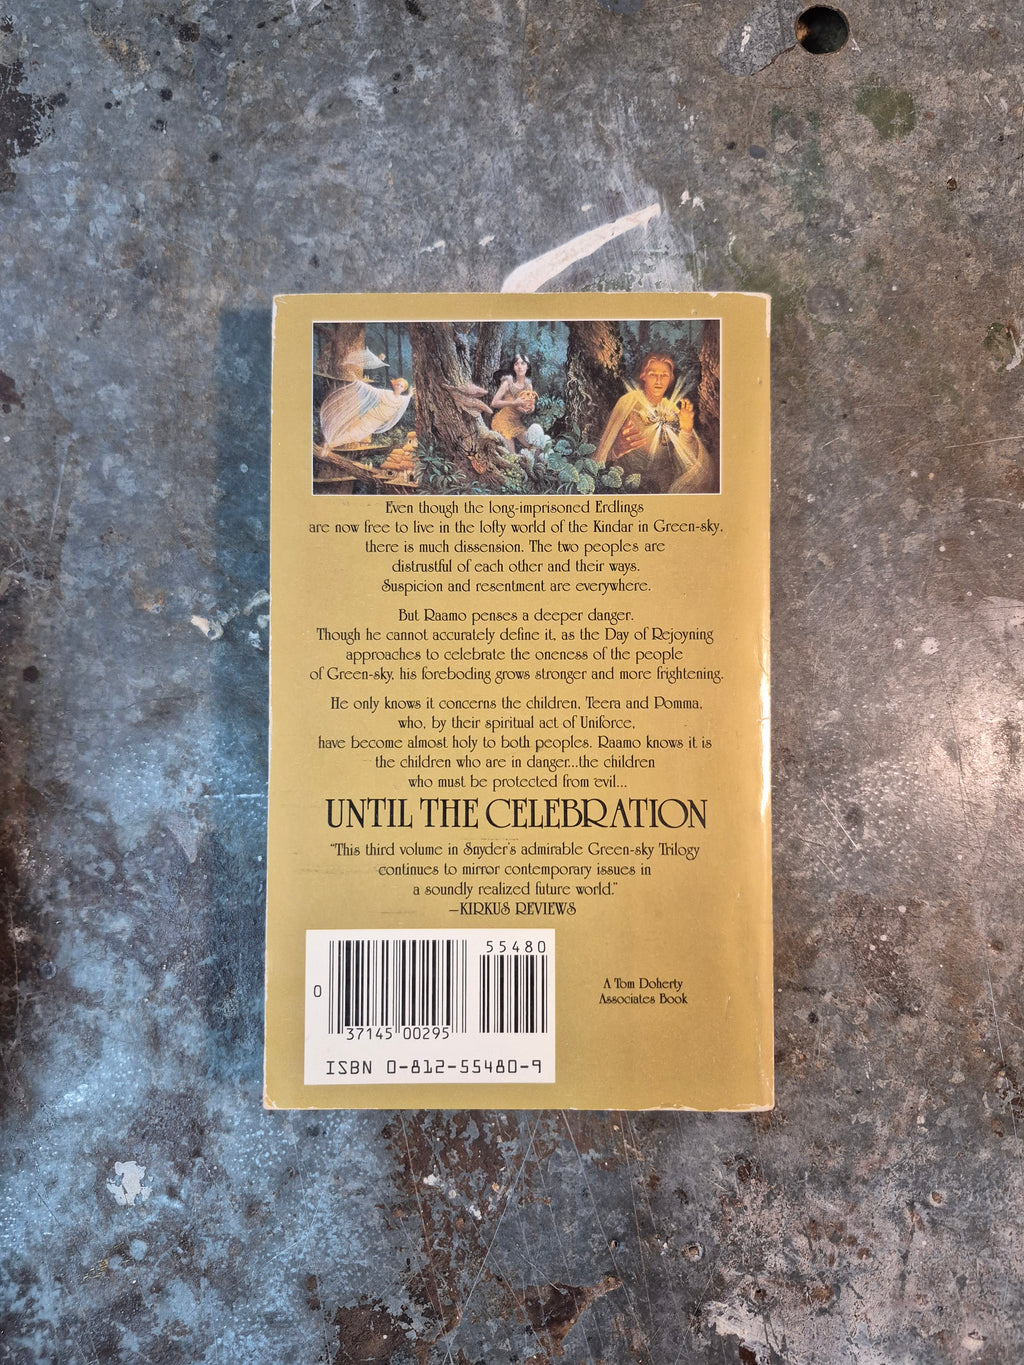 Even though the long-imprisoned Erdlings
are now free to live in the lofty world of the Kindar in Green-sky,
there is much dissension. The two peoples are
distrustful of each other and their ways.
Suspicion and resentment are everywhere.
But Raamo penses a deeper danger.
Though he cannot accurately define it, as the Day of Rejoyning
approaches to celebrate the oneness of the people
of Green-sky, his foreboding grows stronger and more frightening.
He only knows it concerns the children, Teera and Pomma,
who, by their spiritual act of Uniforce,
have become almost holy to both peoples. Raamo knows it is
the children who are in danger...the children
who must be protected from evil...
UNTIL THE CELEBRATION
"This third volume in Snyder's admirable Green-sky Trilogy
continues to mirror contemporary issues in
a soundly realized future world."
—KIRKUS REVIEWS
55480
0
37145 00295
ISBN 0-812-55480-9
A Tom Doherty
Associates Book